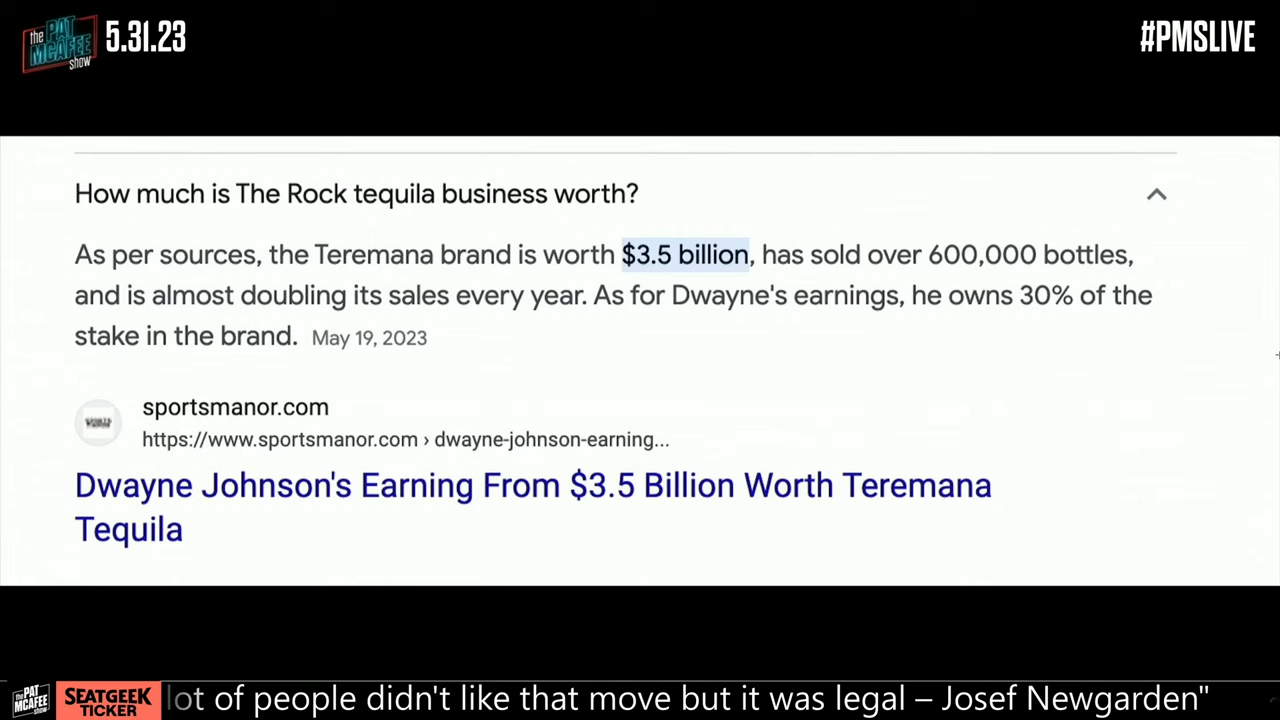 the PAT MCAFEE show
5.31.23
#PMSLIVE
How much is The Rock tequila business worth?
As per sources, the Teremana brand is worth $3.5 billion, has sold over 600,000 bottles,
and is almost doubling its sales every year. As for Dwayne's earnings, he owns 30% of the
stake in the brand. May 19, 2023
sportsmanor.com
https://www.sportsmanor.com › dwayne-johnson-earning...
Dwayne Johnson's Earning From $3.5 Billion Worth Teremana
Tequila
the PAT MCAFEE show
SEATGEEK
TICKER
lot of people didn't like that move but it was legal – Josef Newgarden"